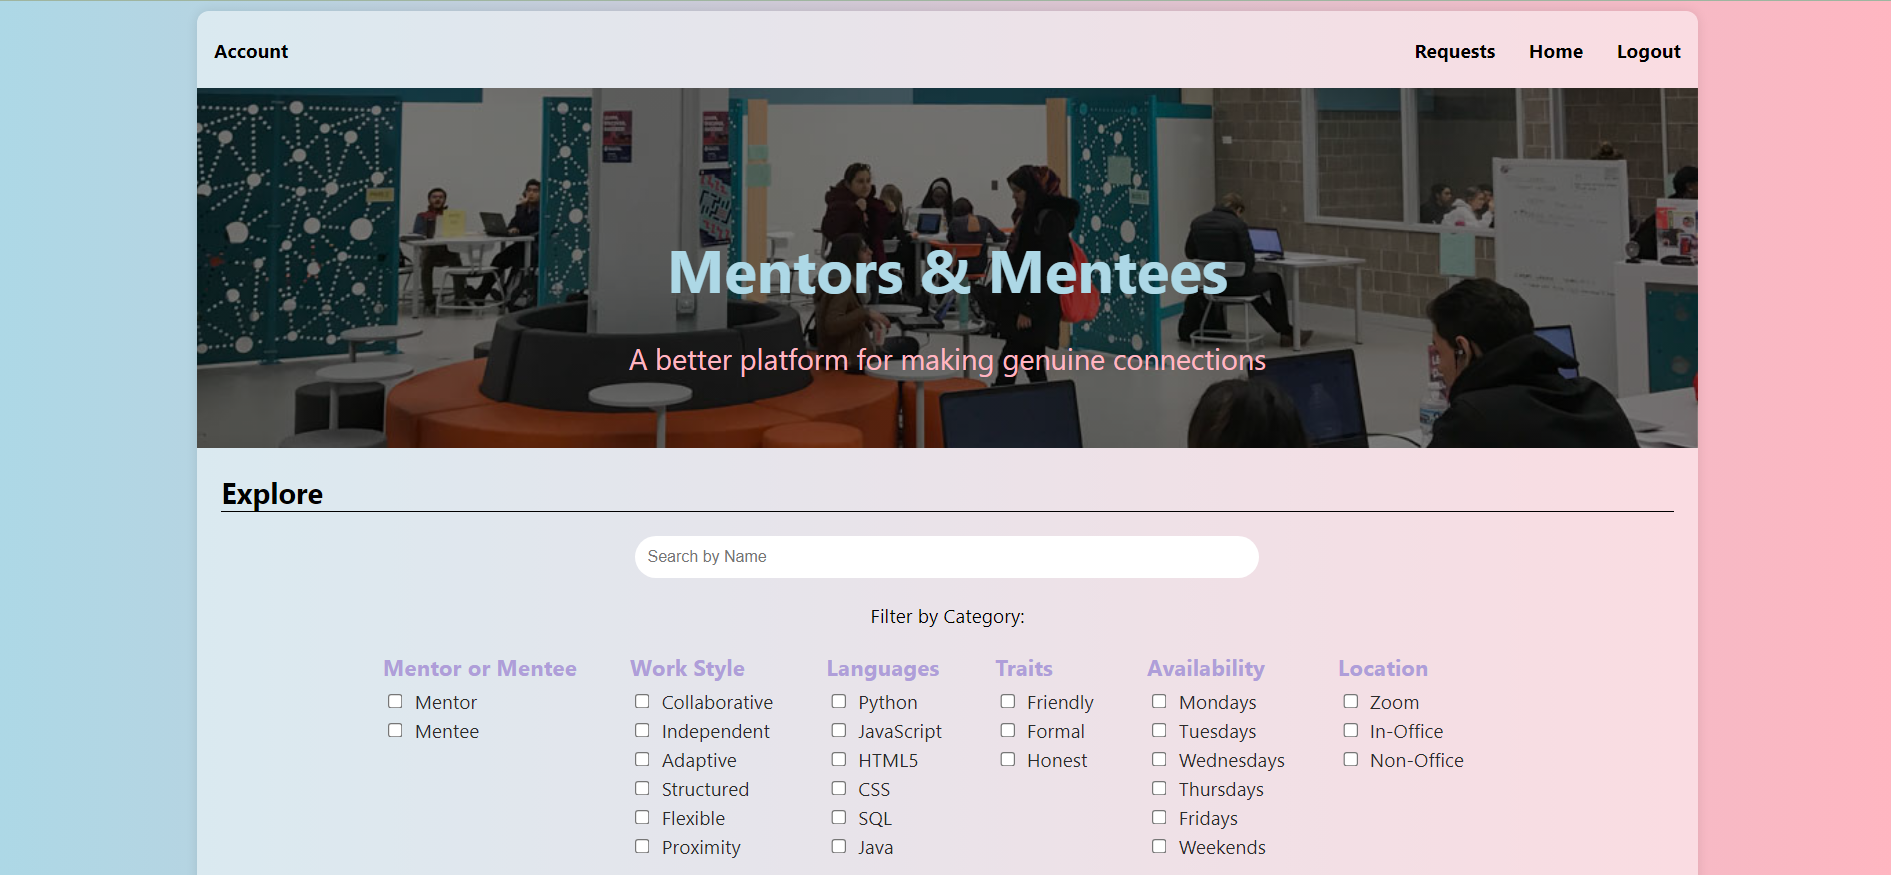 Account Requests Home Logout
Mentors & Mentees
A better platform for making genuine connections
Explore
Search by Name
Filter by Category:
Mentor or Mentee
Mentor
Mentee
Work Style
Collaborative
Independent
Adaptive
Structured
Flexible
Proximity
Languages
Python
JavaScript
HTML5
CSS
SQL
Java
Traits
Friendly
Formal
Honest
Availability
Mondays
Tuesdays
Wednesdays
Thursdays
Fridays
Weekends
Location
Zoom
In-Office
Non-Office